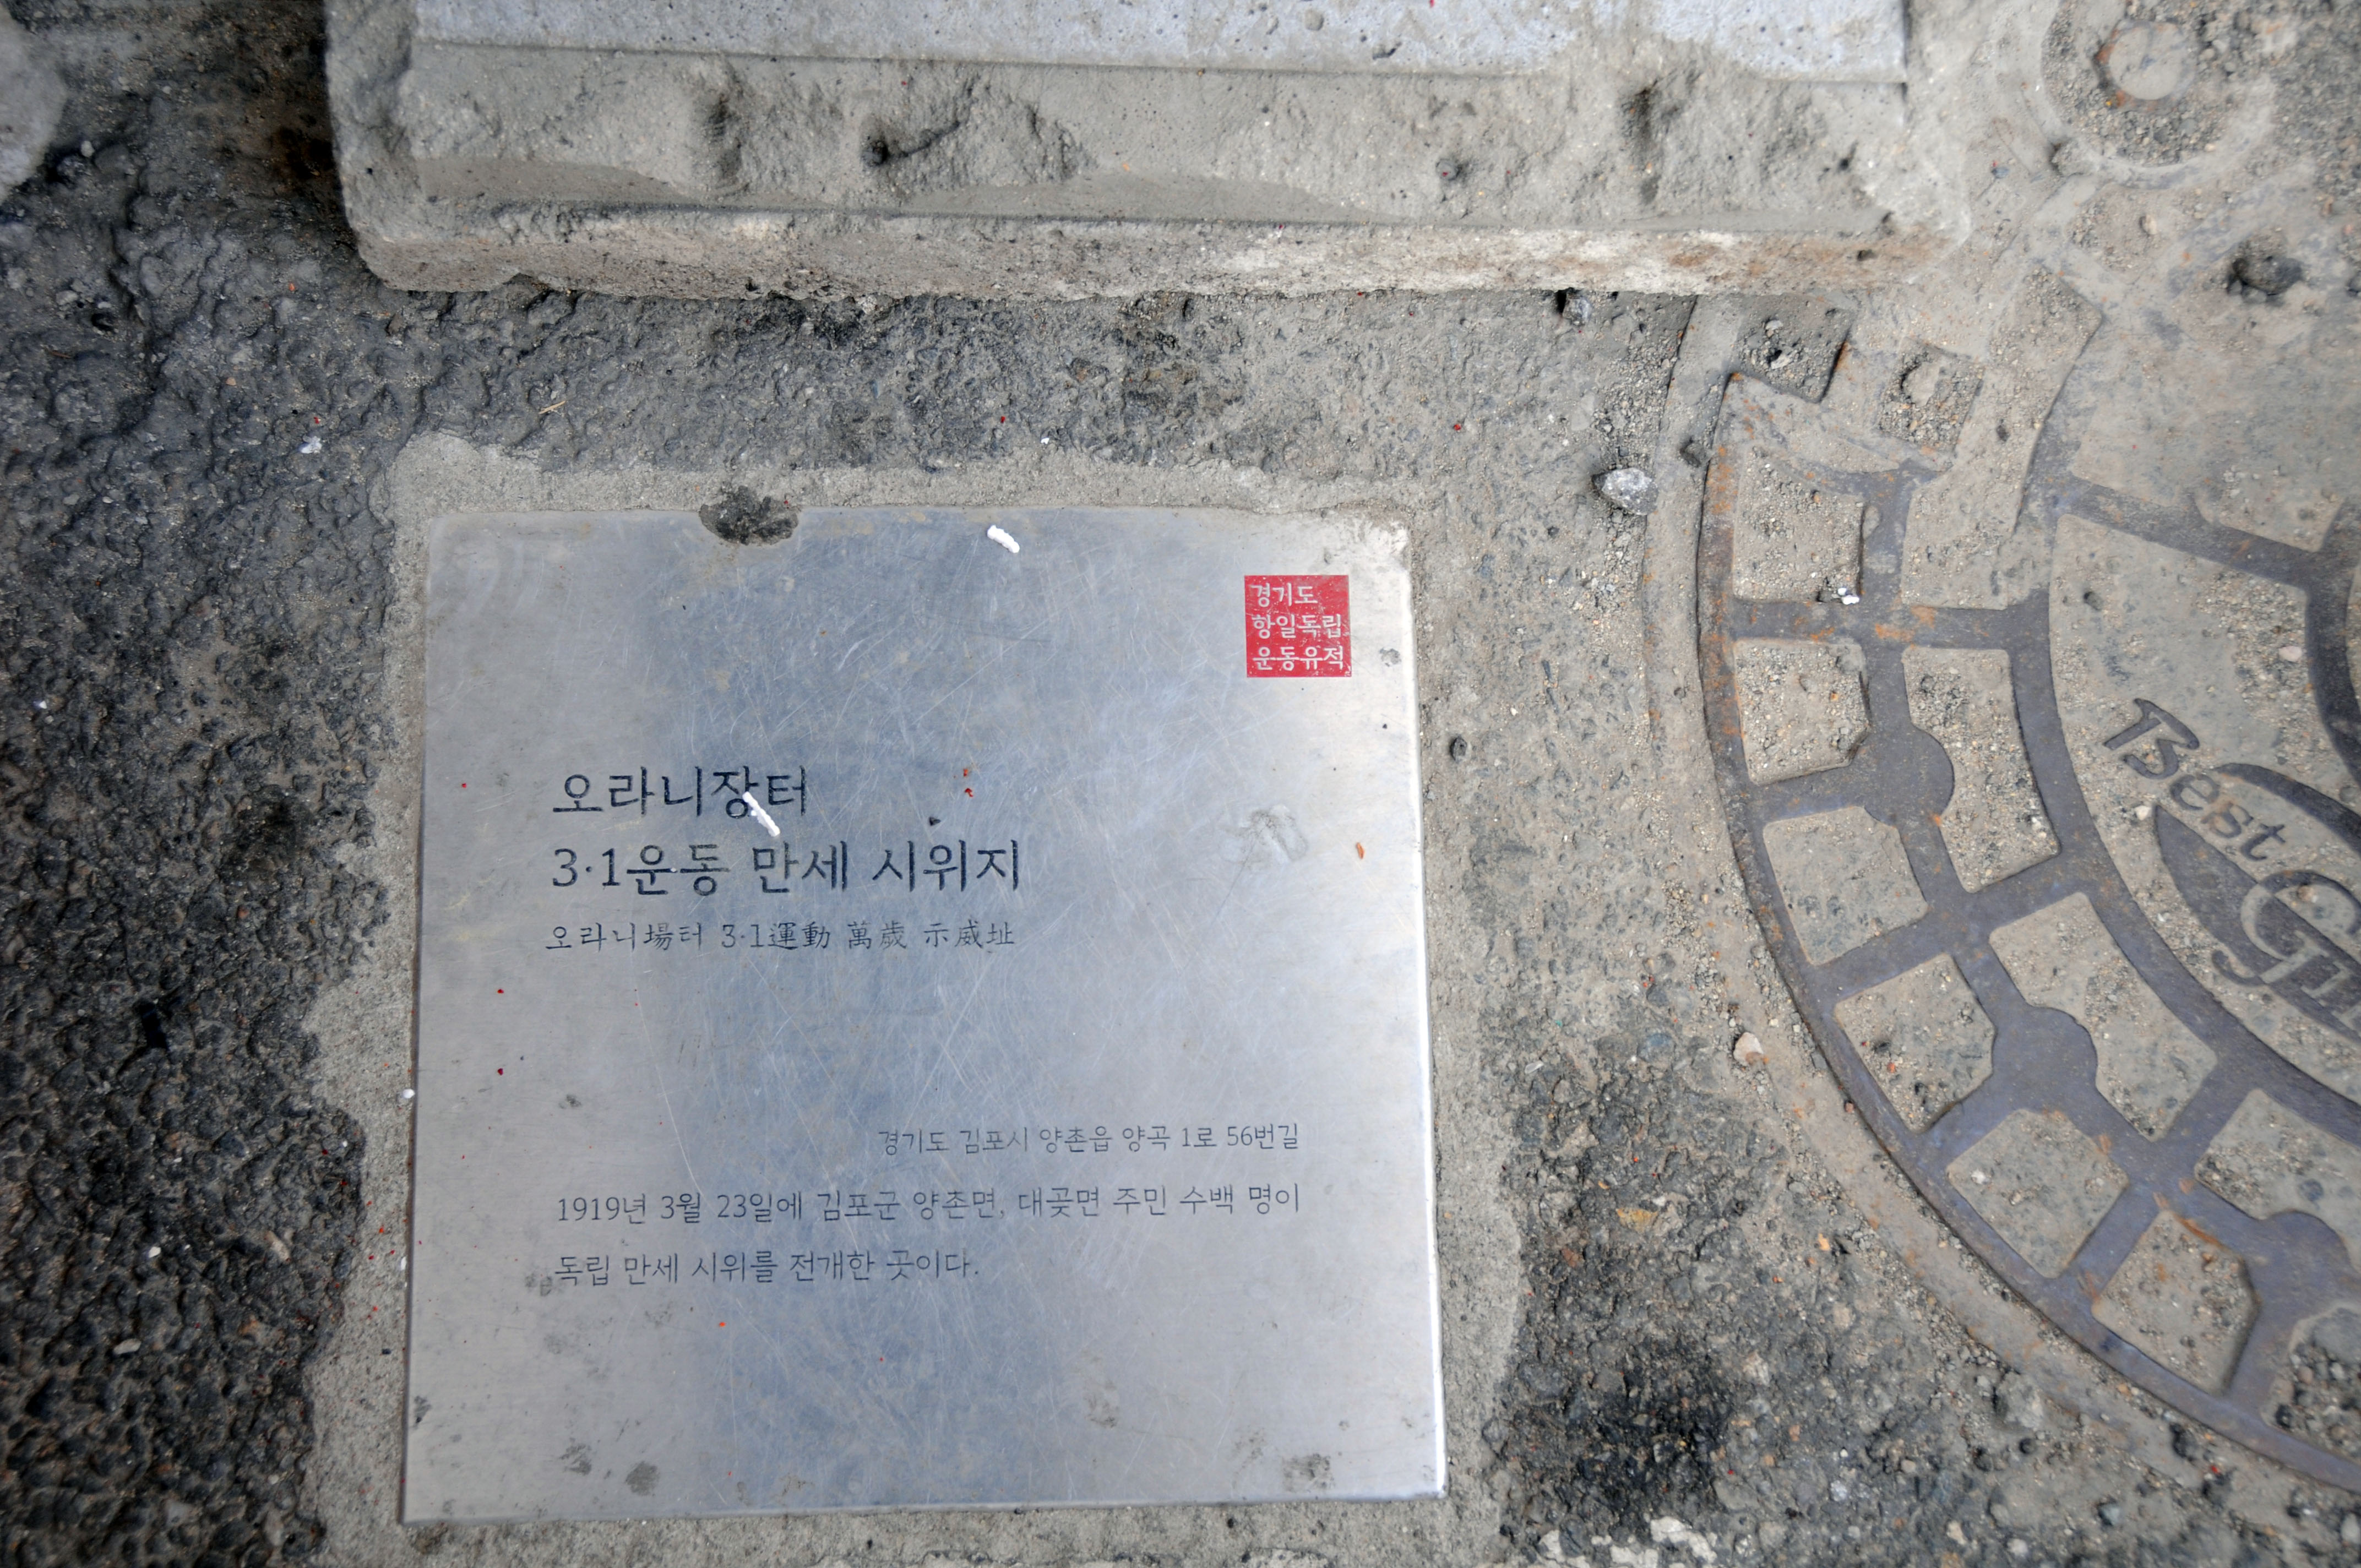 경기도
항일독립
운동유적
오라니장터
3·1운동 만세 시위지
오라니場터 3·1運動 萬歲 示威址
경기도 김포시 양촌읍 양곡 1로 56번길
1919년 3월 23일에 김포군 양촌면, 대곶면 주민 수백 명이
독립 만세 시위를 전개한 곳이다.
Best